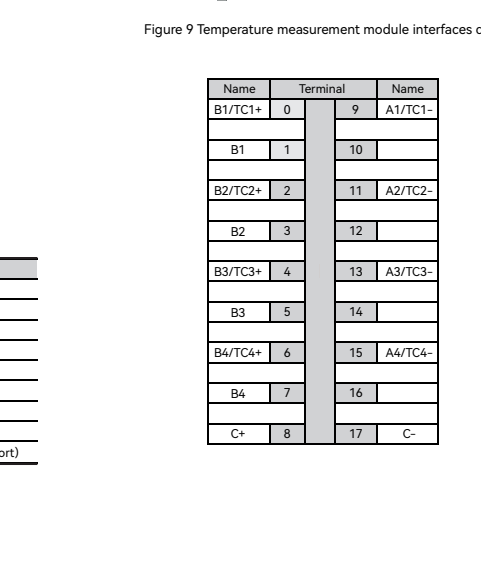 Figure 9 Temperature measurement module interfaces
Name Terminal Name
B1/TC1+ 0 9 A1/TC1-
B1 1 10
B2/TC2+ 2 11 A2/TC2-
B2 3 12
B3/TC3+ 4 13 A3/TC3-
B3 5 14
B4/TC4+ 6 15 A4/TC4-
B4 7 16
ort)
C+ 8 17 C-